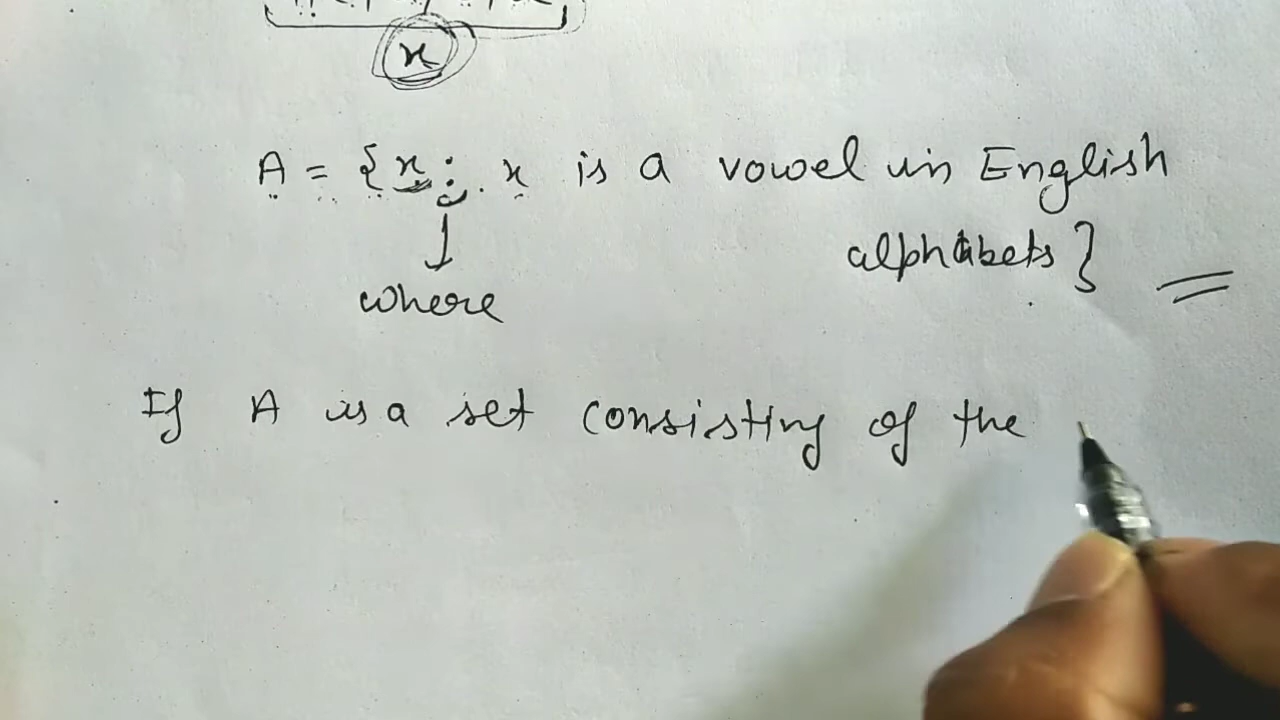 x
A = {x : x is a vowel in English
alphabets}
where
If A is a set consisting of the